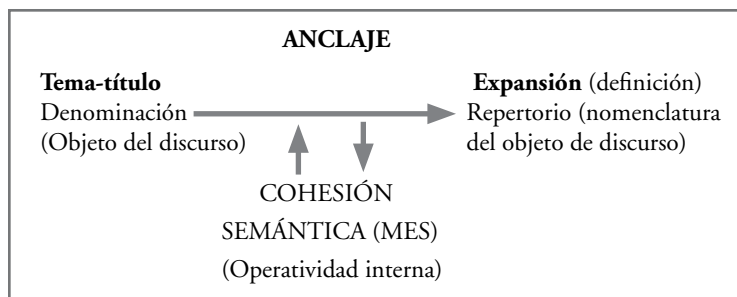 ANCLAJE
Tema-título
Denominación
(Objeto del discurso)
Expansión (definición)
Repertorio (nomenclatura
del objeto de discurso)
COHESIÓN
SEMÁNTICA (MES)
(Operatividad interna)